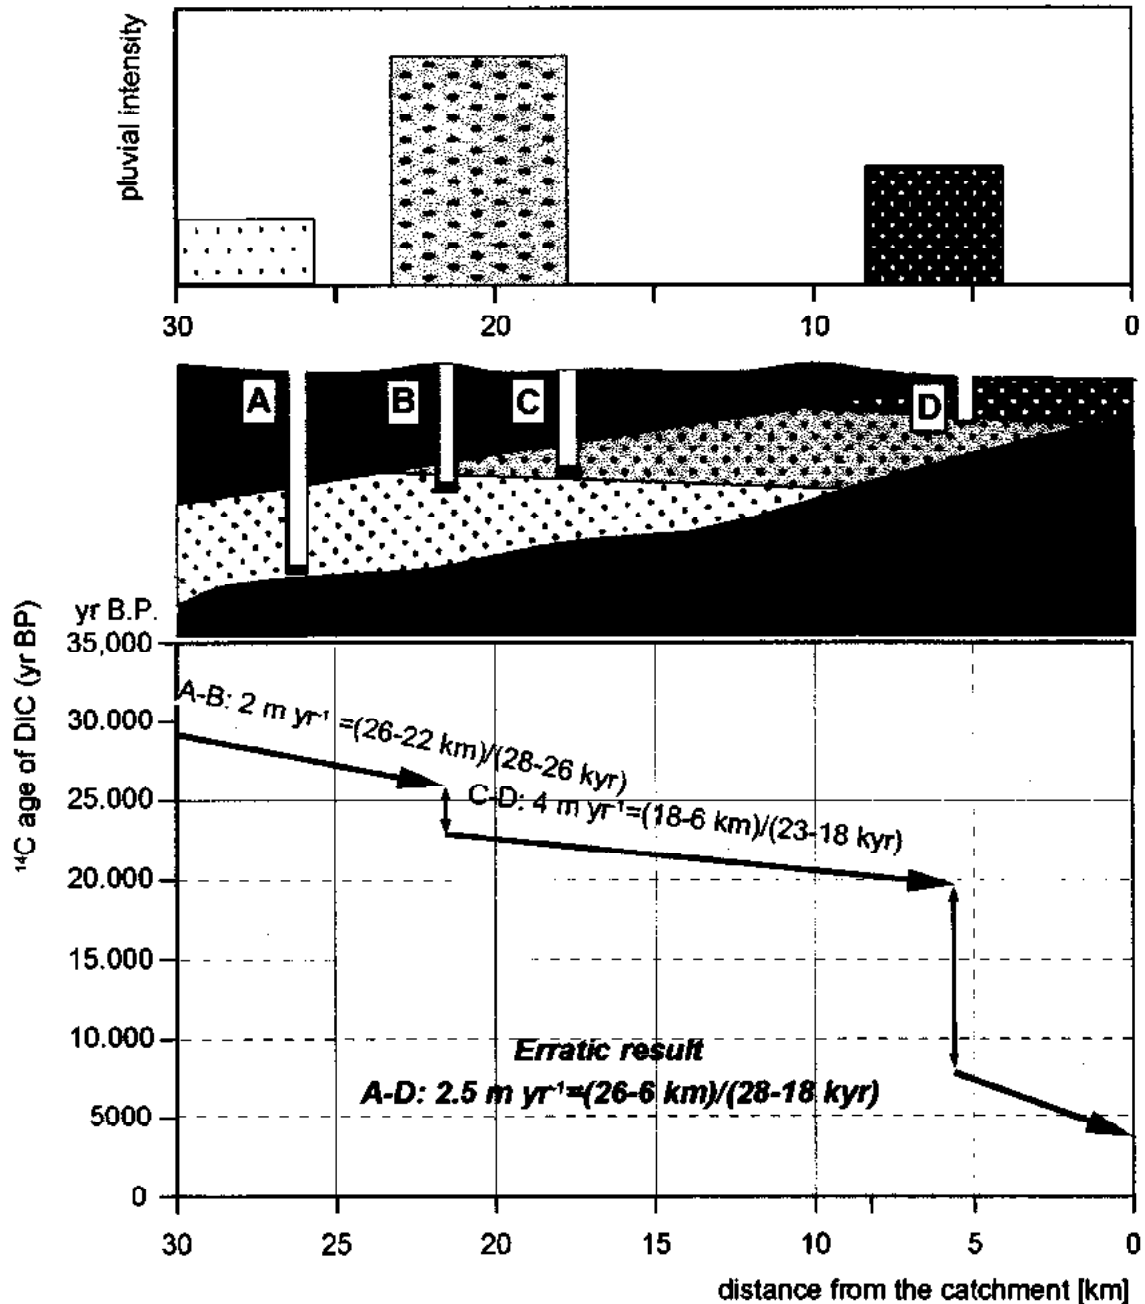 pluvial intensity
30 20 10 0
A B C D
yr B.P.
¹⁴C age of DIC (yr BP)
35,000
30.000
25.000
20.000
15.000
10.000
5000
0
A-B: 2 m yr⁻¹ =(26-22 km)/(28-26 kyr)
C-D: 4 m yr⁻¹=(18-6 km)/(23-18 kyr)
Erratic result
A-D: 2.5 m yr⁻¹=(26-6 km)/(28-18 kyr)
30 25 20 15 10 5 0
distance from the catchment [km]